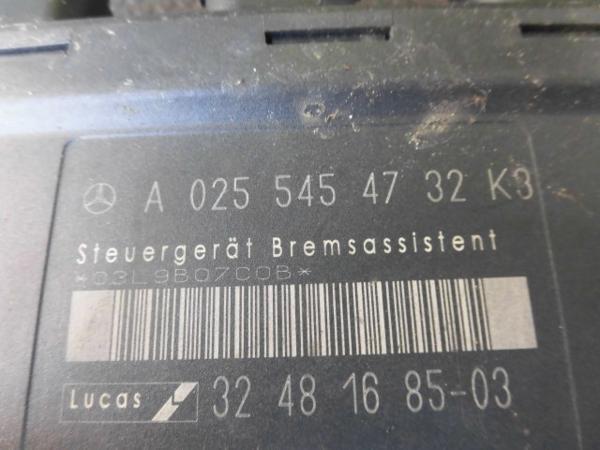 A 025 545 47 32 K3
Steuergerät Bremsassistent
*03L9B07C0B*
Lucas 32 48 16 85-03